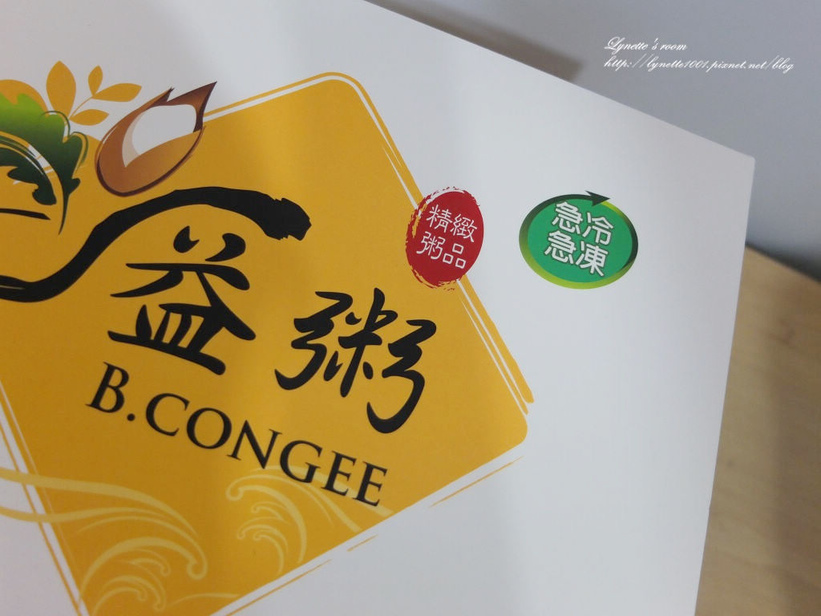 Lynette's room
http://lynette1001.pixnet.net/blog
精緻
粥品
急冷
急凍
益粥
B.CONGEE